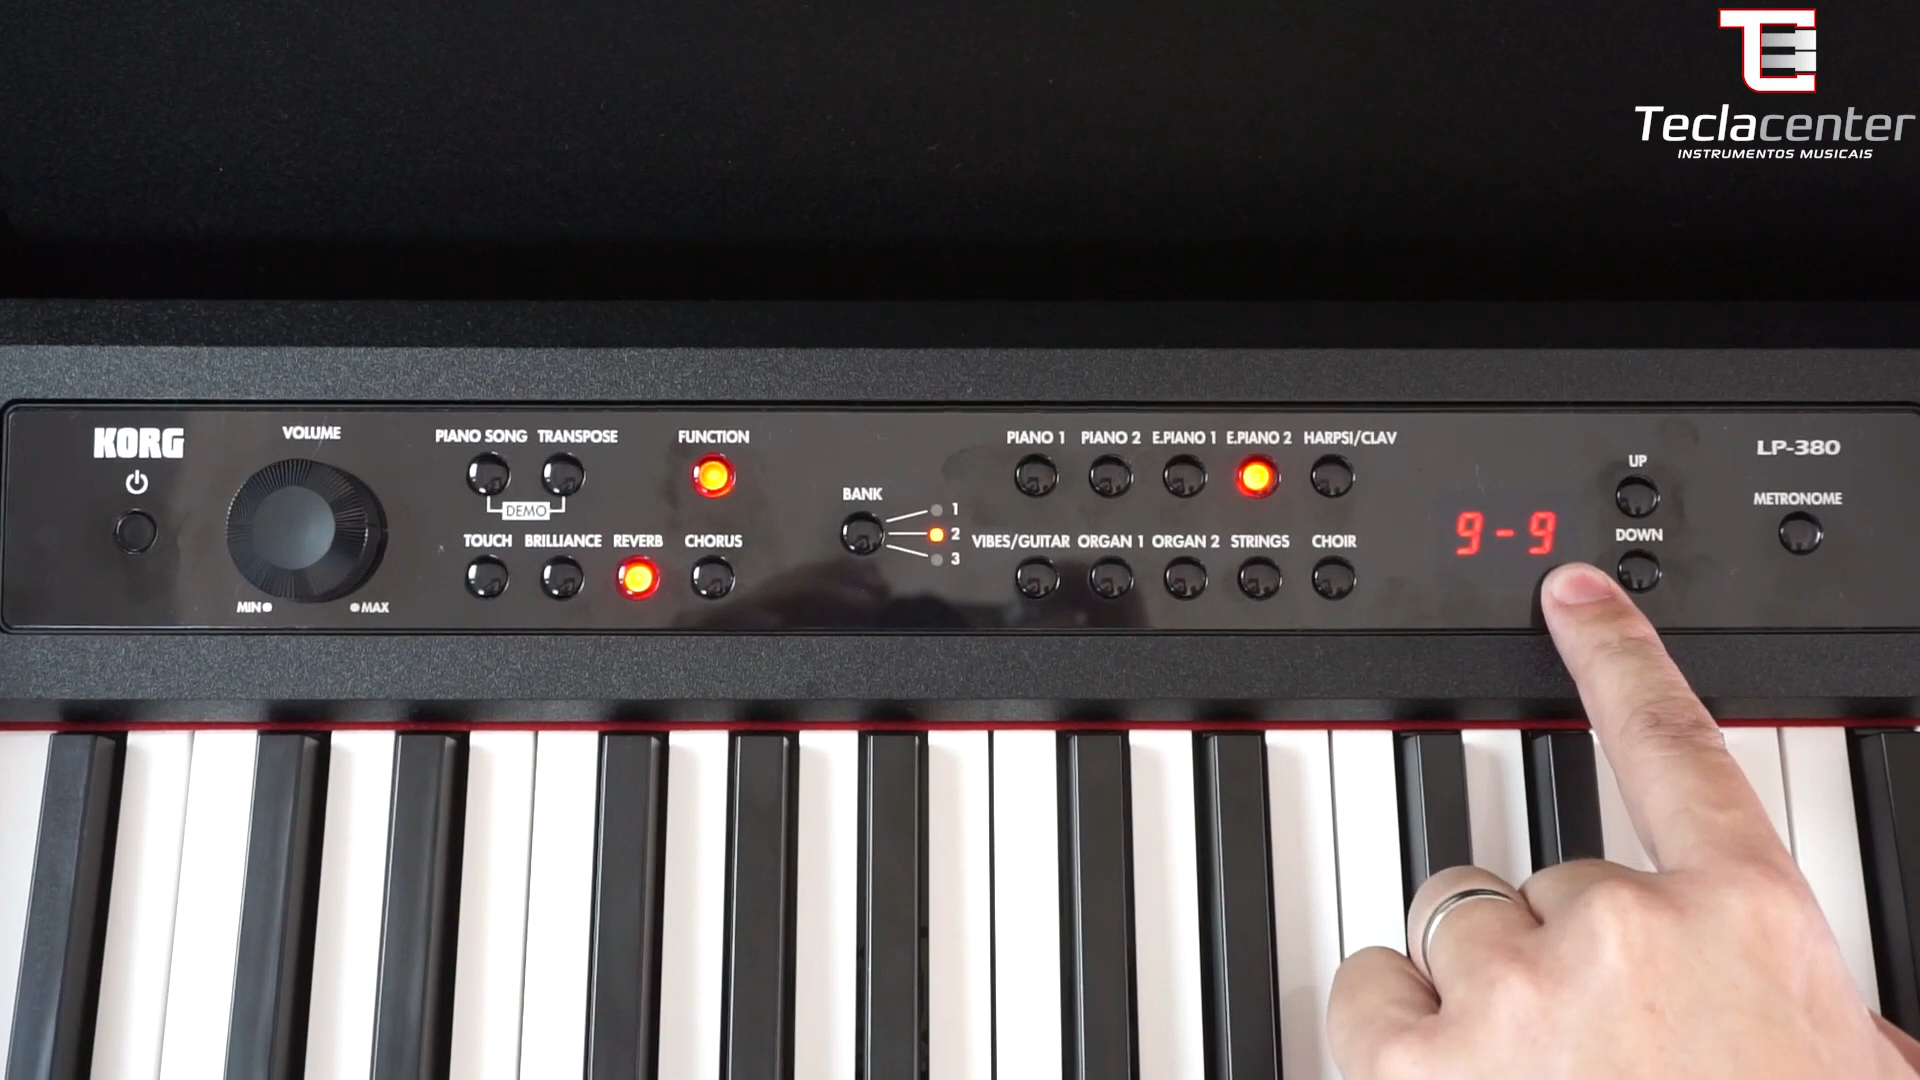 TE
Teclacenter
INSTRUMENTOS MUSICAIS
KORG
VOLUME
MIN
MAX
PIANO SONG TRANSPOSE
FUNCTION
DEMO
TOUCH BRILLIANCE REVERB CHORUS
BANK
1
2
3
PIANO 1 PIANO 2 E.PIANO 1 E.PIANO 2 HARPSI/CLAV
VIBES/GUITAR ORGAN 1 ORGAN 2 STRINGS CHOIR
9-9
UP
DOWN
LP-380
METRONOME